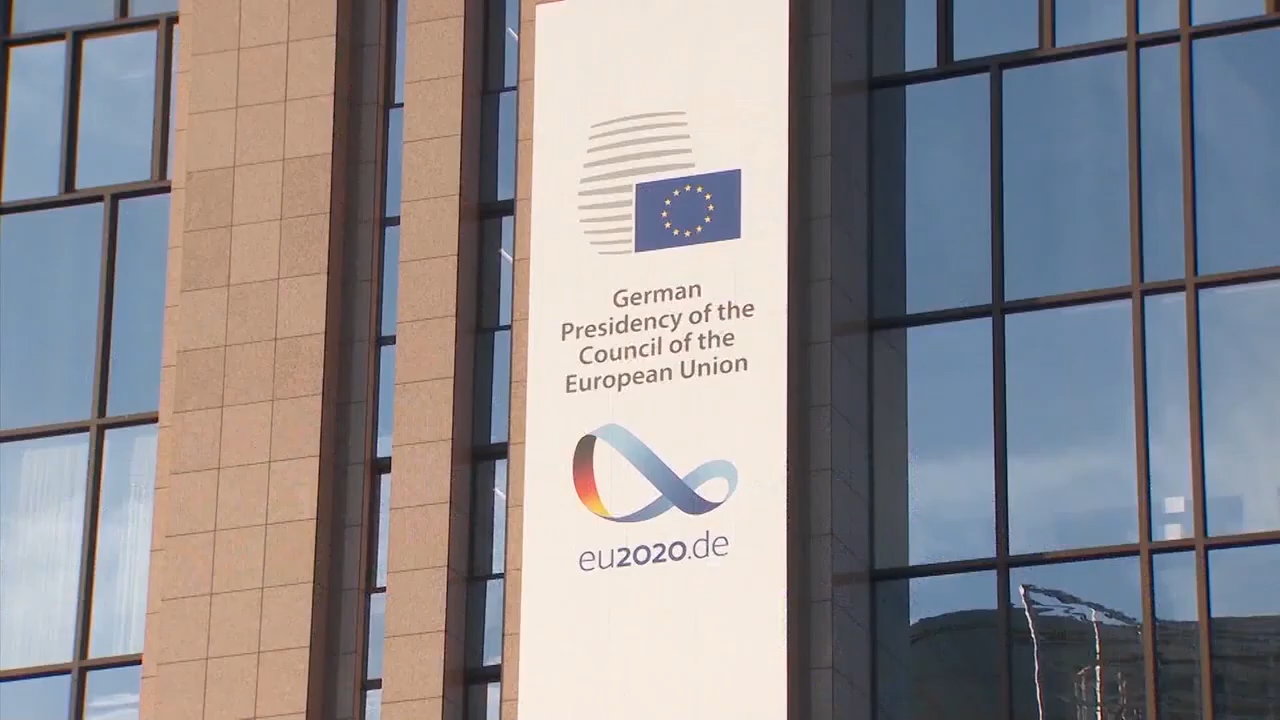 German
Presidency of the
Council of the
European Union
eu2020.de